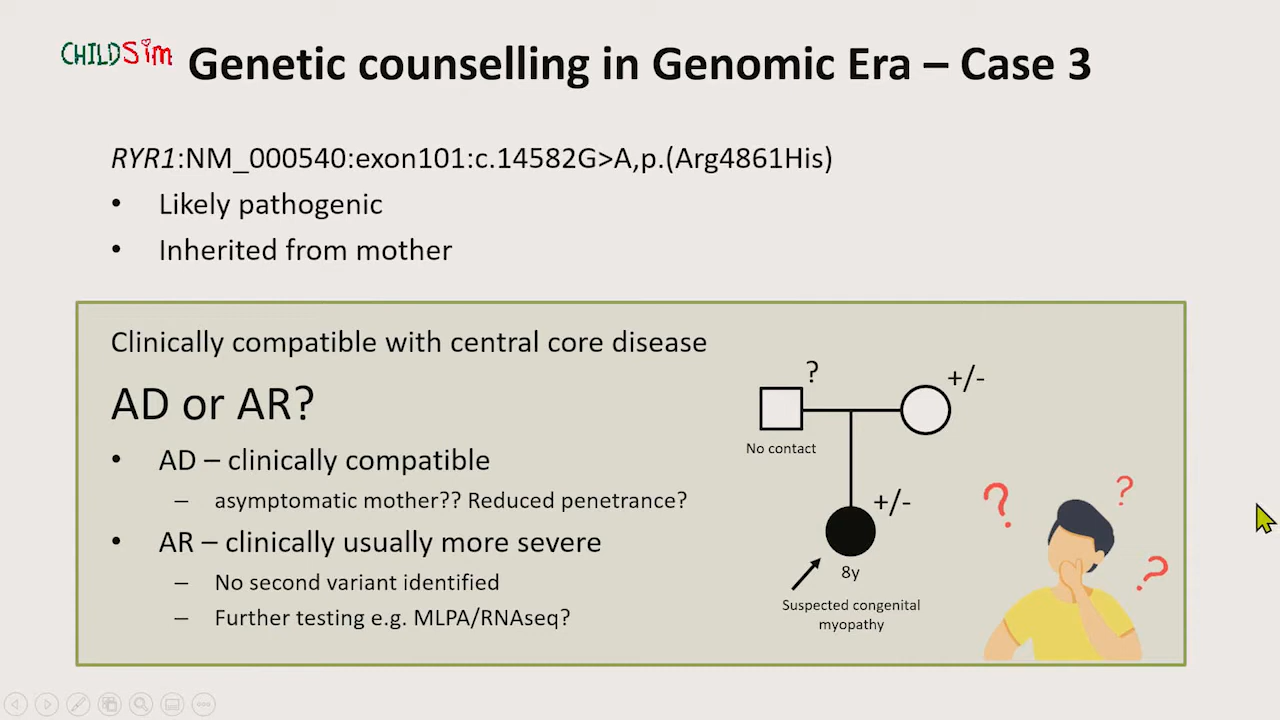 CHILDSim
Genetic counselling in Genomic Era – Case 3
RYR1:NM_000540:exon101:c.14582G>A,p.(Arg4861His)
• Likely pathogenic
• Inherited from mother
Clinically compatible with central core disease
AD or AR?
• AD – clinically compatible
– asymptomatic mother?? Reduced penetrance?
• AR – clinically usually more severe
– No second variant identified
– Further testing e.g. MLPA/RNAseq?
?
+/-
No contact
+/-
8y
Suspected congenital
myopathy
? ? ?